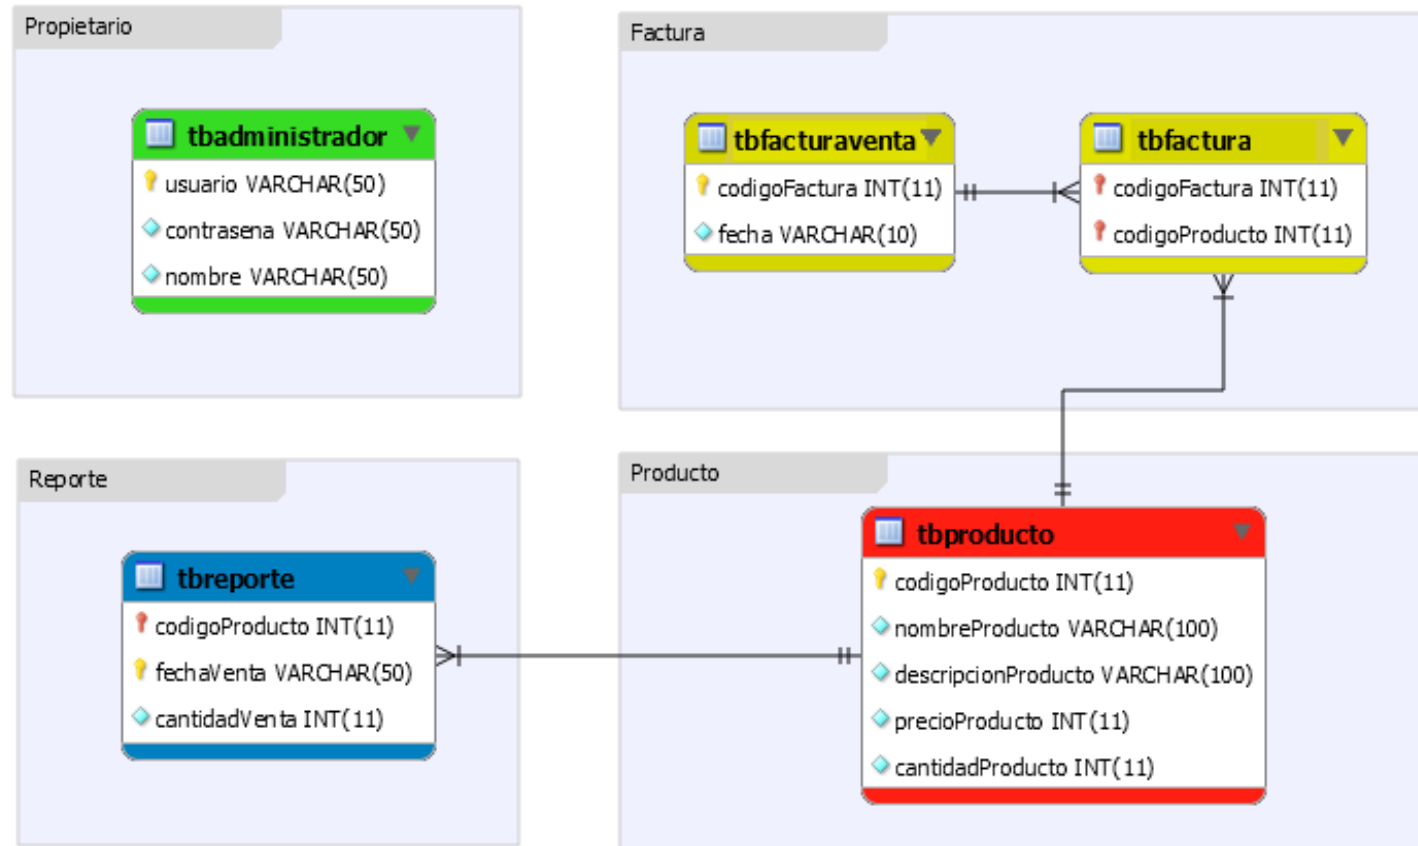 Propietario
tbadministrador
usuario VARCHAR(50)
contrasena VARCHAR(50)
nombre VARCHAR(50)
Factura
tbfacturaventa
codigoFactura INT(11)
fecha VARCHAR(10)
tbfactura
codigoFactura INT(11)
codigoProducto INT(11)
Reporte
tbreporte
codigoProducto INT(11)
fechaVenta VARCHAR(50)
cantidadVenta INT(11)
Producto
tbproducto
codigoProducto INT(11)
nombreProducto VARCHAR(100)
descripcionProducto VARCHAR(100)
precioProducto INT(11)
cantidadProducto INT(11)